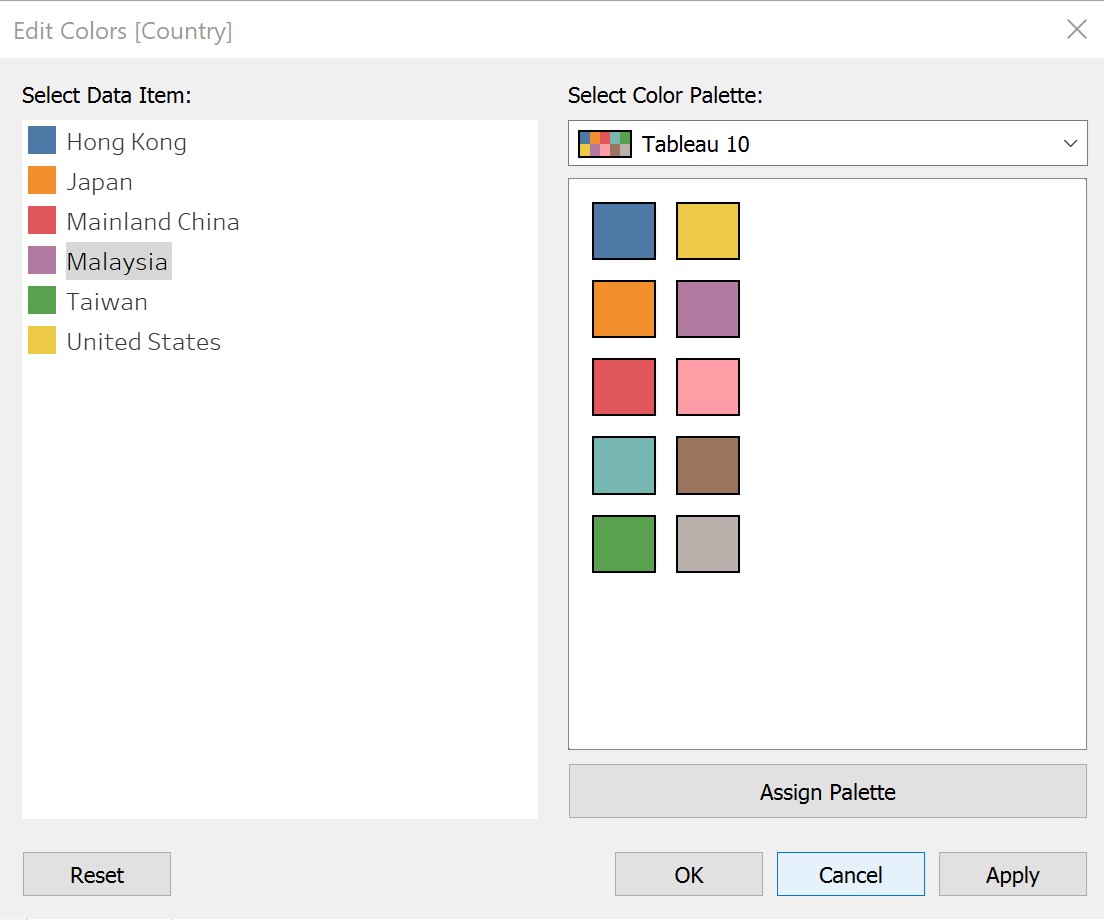 Edit Colors [Country]
Select Data Item:
Hong Kong
Japan
Mainland China
Malaysia
Taiwan
United States
Select Color Palette:
Tableau 10
Assign Palette
Reset
OK
Cancel
Apply